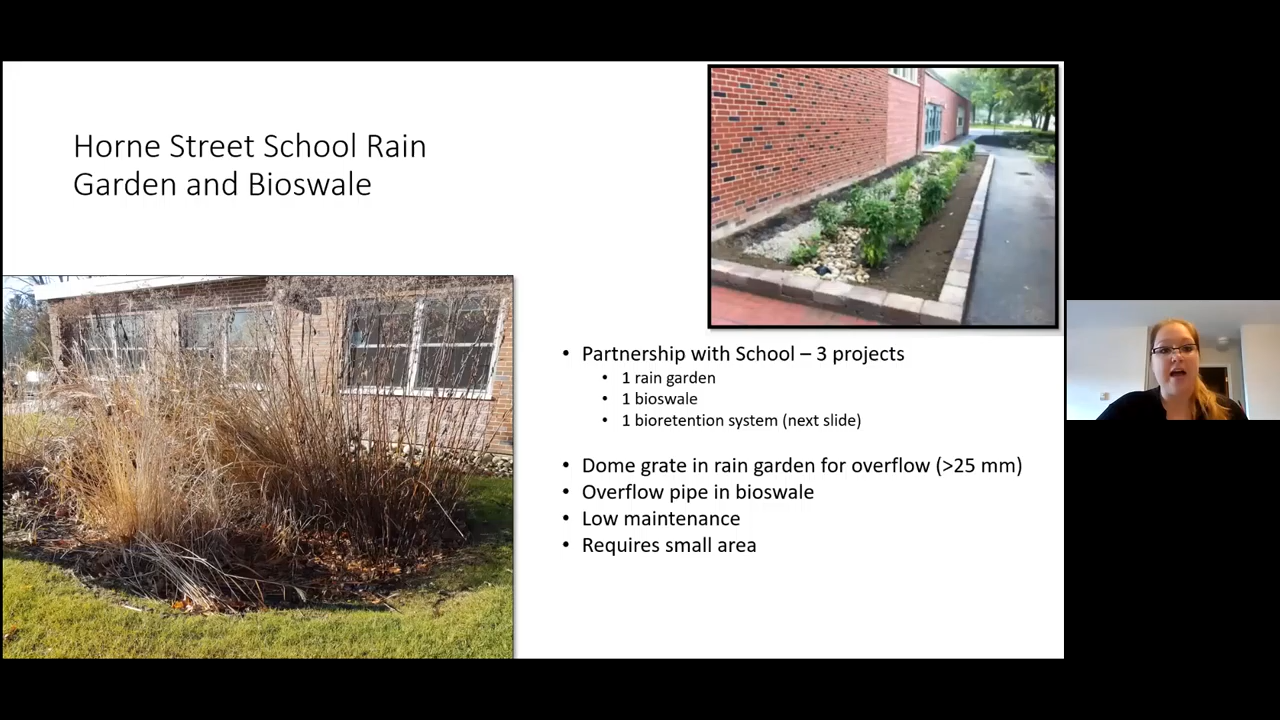 Horne Street School Rain
Garden and Bioswale
• Partnership with School – 3 projects
• 1 rain garden
• 1 bioswale
• 1 bioretention system (next slide)
• Dome grate in rain garden for overflow (>25 mm)
• Overflow pipe in bioswale
• Low maintenance
• Requires small area